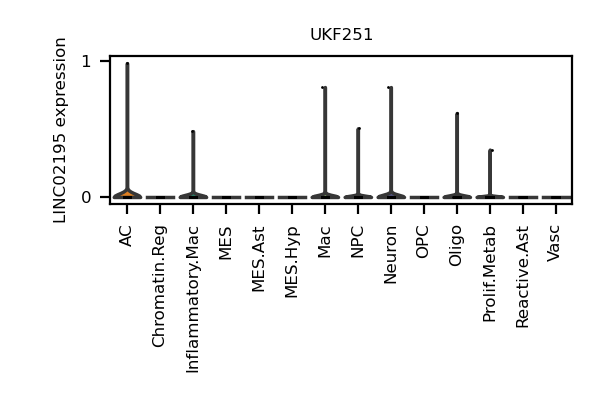 UKF251
LINC02195 expression
1
0
AC
Chromatin.Reg
Inflammatory.Mac
MES
MES.Ast
MES.Hyp
Mac
NPC
Neuron
OPC
Oligo
Prolif.Metab
Reactive.Ast
Vasc